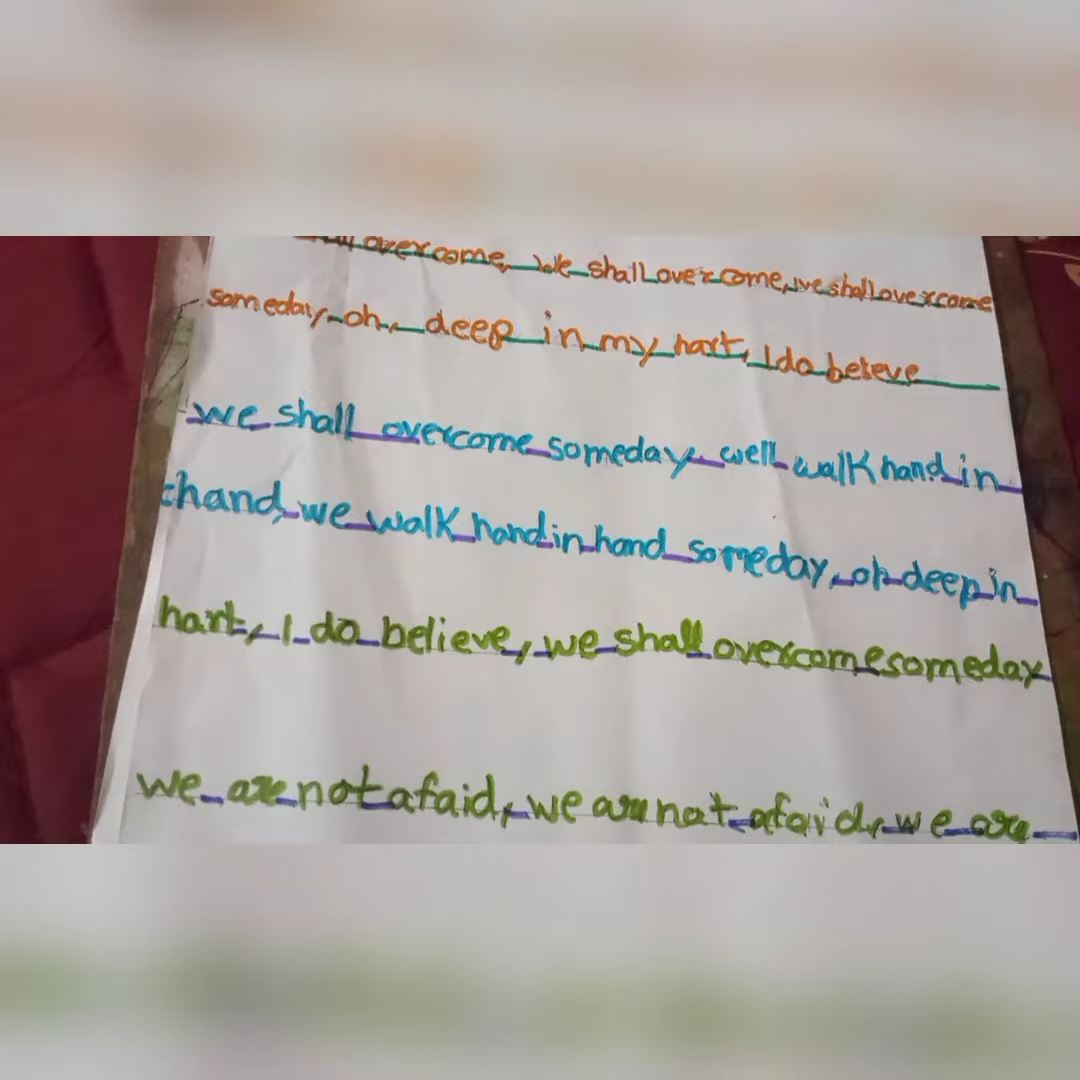 overcome, We shall overcome, we shall overcome
someday, oh, deep in my hart, I do beteve
we shall overcome someday well walk hand in
hand, we walk hand in hand someday, oh deep in
hart, I do believe, we shall overcome someday
we are not afaid, we are not afaid, we are